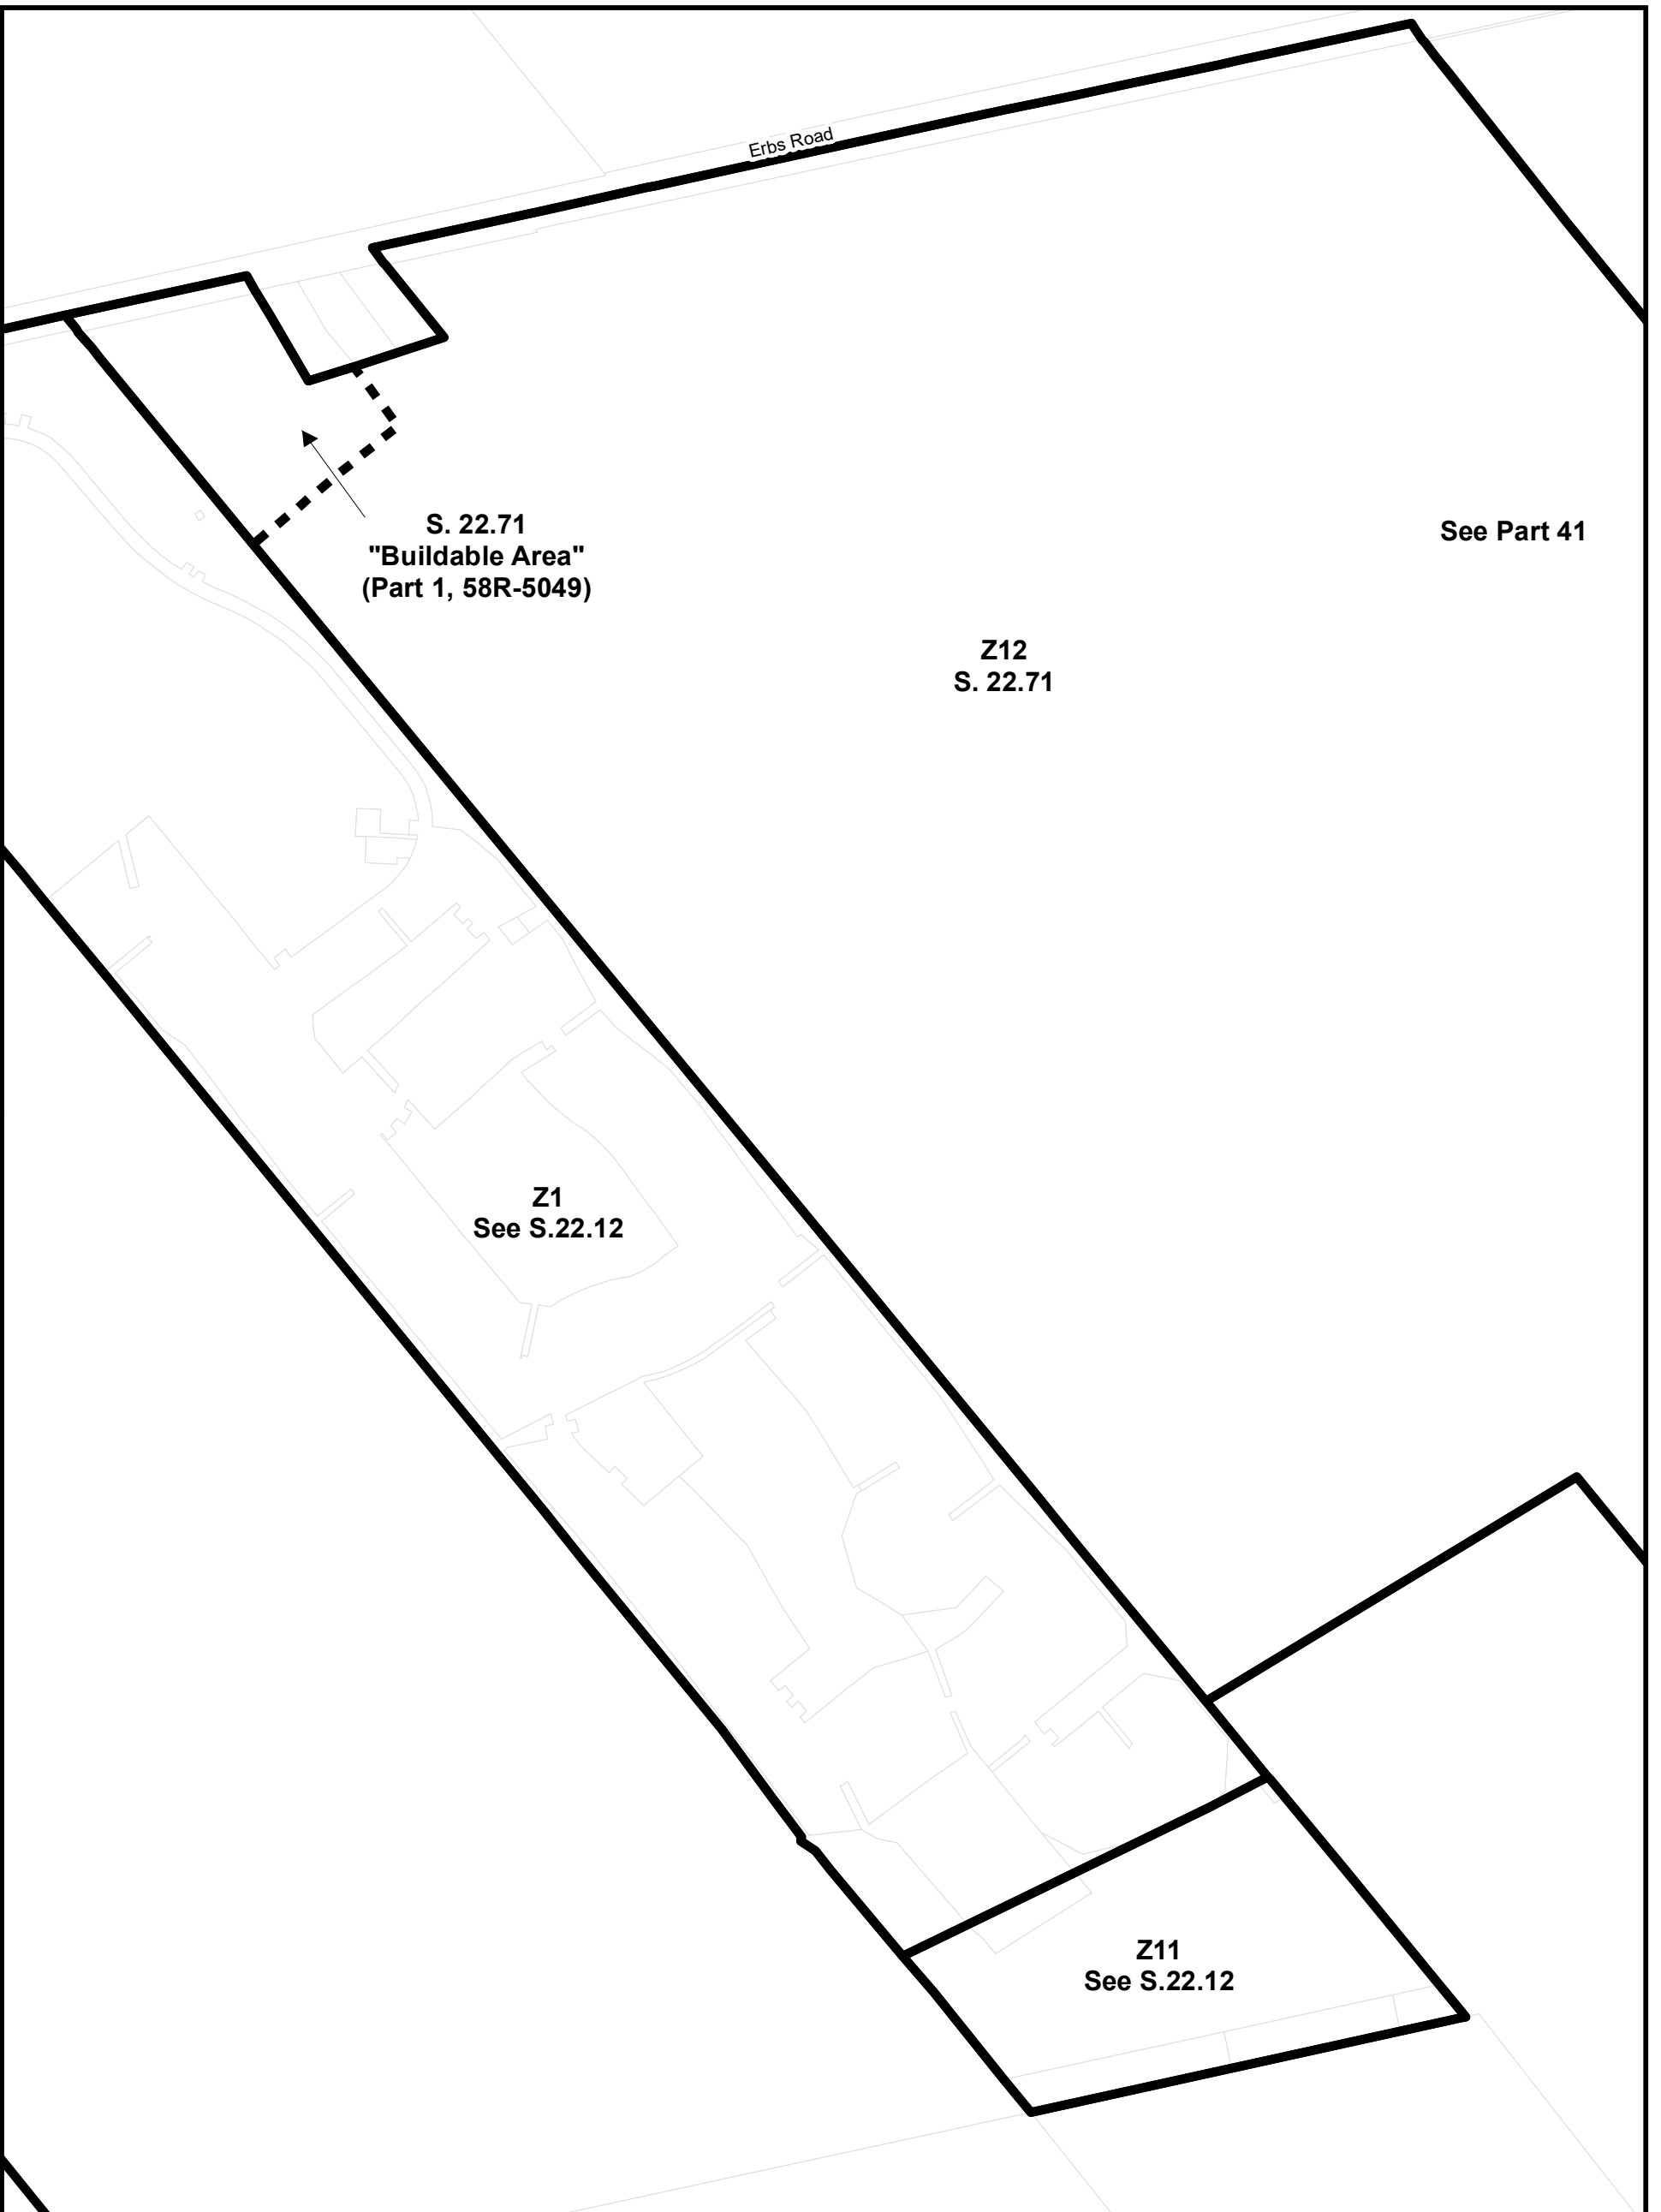 Erbs Road
S. 22.71
"Buildable Area"
(Part 1, 58R-5049)
See Part 41
Z12
S. 22.71
Z1
See S.22.12
Z11
See S.22.12